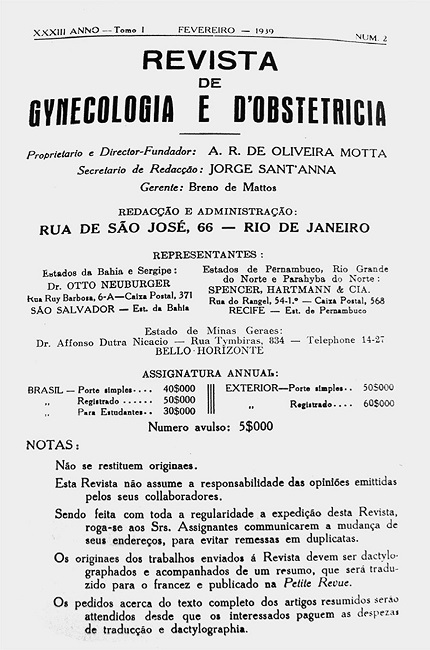 XXXIII ANNO — Tomo I FEVEREIRO — 1939 NUM. 2
REVISTA
DE
GYNECOLOGIA E D'OBSTETRICIA
Proprietario e Director-Fundador: A. R. DE OLIVEIRA MOTTA
Secretario de Redacção: JORGE SANT'ANNA
Gerente: Breno de Mattos
REDACÇÃO E ADMINISTRAÇÃO:
RUA DE SÃO JOSÉ, 66 — RIO DE JANEIRO
REPRESENTANTES:
Estados da Bahia e Sergipe:
Dr. OTTO NEUBURGER
Rua Ruy Barbosa, 6-A—Caixa Postal, 371
SÃO SALVADOR — Est. da Bahia
Estados de Pernambuco, Rio Grande
do Norte e Parahyba do Norte:
SPENCER, HARTMANN & CIA.
Rua do Rangel, 54-1.º — Caixa Postal, 568
RECIFE — Est. de Pernambuco
Estado de Minas Geraes:
Dr. Affonso Dutra Nicacio — Rua Tymbiras, 834 — Telephone 14-27
BELLO HORIZONTE
ASSIGNATURA ANNUAL:
BRASIL — Porte simples.... 40$000
,, Registrado ...... 50$000
,, Para Estudantes.. 30$000
EXTERIOR—Porte simples.. 50$000
,, Registrado.... 60$000
Numero avulso: 5$000
NOTAS:
Não se restituem originaes.
Esta Revista não assume a responsabilidade das opiniões emittidas
pelos seus collaboradores.
Sendo feita com toda a regularidade a expedição desta Revista,
roga-se aos Srs. Assignantes communicarem a mudança de
seus endereços, para evitar remessas em duplicatas.
Os originaes dos trabalhos enviados á Revista devem ser dactylo-
graphados e acompanhados de um resumo, que será tradu-
zido para o francez e publicado na Petite Revue.
Os pedidos acerca do texto completo dos artigos resumidos serão
attendidos desde que os interessados paguem as despezas
de traducção e dactylographia.